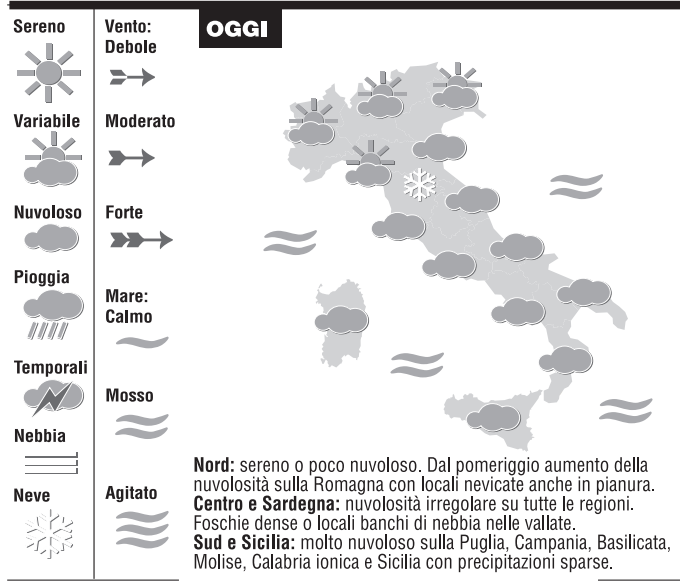 Sereno
Variabile
Nuvoloso
Pioggia
Temporali
Nebbia
Neve
Vento:
Debole
Moderato
Forte
Mare:
Calmo
Mosso
Agitato
OGGI
Nord: sereno o poco nuvoloso. Dal pomeriggio aumento della
nuvolosità sulla Romagna con locali nevicate anche in pianura.
Centro e Sardegna: nuvolosità irregolare su tutte le regioni.
Foschie dense o locali banchi di nebbia nelle vallate.
Sud e Sicilia: molto nuvoloso sulla Puglia, Campania, Basilicata,
Molise, Calabria ionica e Sicilia con precipitazioni sparse.